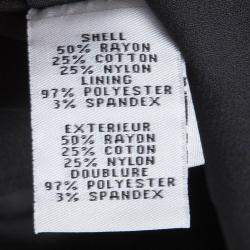 SHELL
50% RAYON
25% COTTON
25% NYLON
LINING
97% POLYESTER
3% SPANDEX
EXTERIEUR
50% RAYON
25% COTON
25% NYLON
DOUBLURE
97% POLYESTER
3% SPANDEX